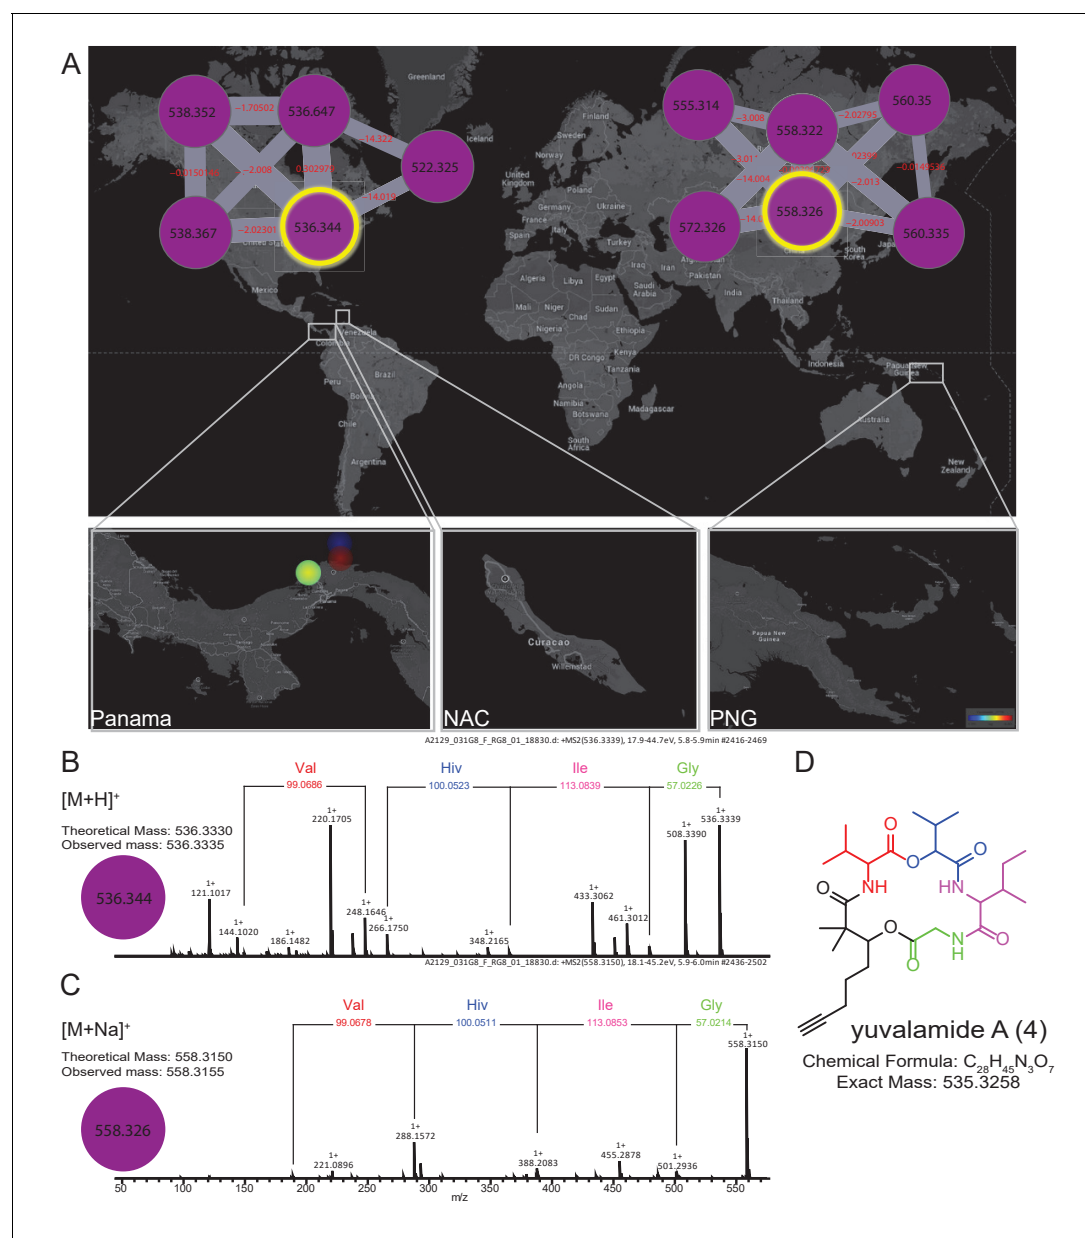 A
Greenland
Iceland
Finland
Sweden
Norway
United
Kingdom
Poland
Germany
Ukraine
France
Italy
Spain
Turkey
Iraq
Iran
Pakistan
Algeria
Libya
Egypt
Saudi
Arabia
India
Thailand
Mali
Niger
Sudan
Chad
Nigeria
Ethiopia
Kenya
DR Congo
Tanzania
Angola
Namibia
Botswana
Madagascar
South
Africa
Indonesia
Papua New
Guinea
Australia
New
Zealand
South
Korea
Mexico
Venezuela
Brazil
Peru
Chile
Argentina
538.352
−1.70502
536.647
−14.322
522.325
−2.008
−14.015
538.367
−2.02301
536.344
555.314
−3.008
558.322
−2.02795
560.35
−14.004
−2.013
572.326
558.326
−2.00903
560.335
Panama
Curacao
Willemstad
NAC
Papua New
Guinea
PNG
A2129_031G8_F_RG8_01_18830.d: +MS2(536.3339), 17.9-44.7eV, 5.8-5.9min #2416-2469
B
[M+H]+
Theoretical Mass: 536.3330
Observed mass: 536.3335
536.344
Val
99.0686
Hiv
100.0523
Ile
113.0839
Gly
57.0226
1+
121.1017
1+
144.1020
1+
186.1482
1+
220.1705
1+
248.1646
1+
266.1750
1+
348.2165
1+
433.3062
1+
461.3012
1+
508.3390
1+
536.3339
A2129_031G8_F_RG8_01_18830.d: +MS2(558.3150), 18.1-45.2eV, 5.9-6.0min #2436-2502
C
[M+Na]+
Theoretical Mass: 558.3150
Observed mass: 558.3155
558.326
Val
99.0678
Hiv
100.0511
Ile
113.0853
Gly
57.0214
1+
221.0896
1+
288.1572
1+
388.2083
1+
455.2878
1+
501.2936
1+
558.3150
50 100 150 200 250 300 350 400 450 500 550
m/z
D
O
O
O
O
NH
NH
O
O
O
N
H
O
yuvalamide A (4)
Chemical Formula: C28H45N3O7
Exact Mass: 535.3258